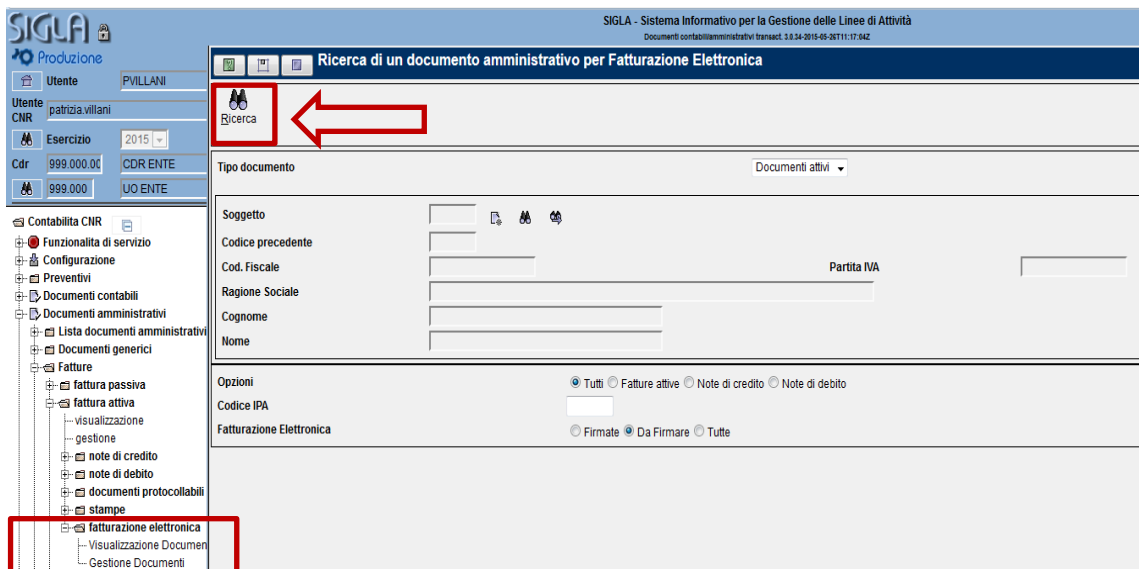 SIGLA
SIGLA - Sistema Informativo per la Gestione delle Linee di Attività
Documenti contabili/amministrativi transact. 3.0.34-2015-05-26T11:17:04Z
Produzione
Utente PVILLANI
Utente CNR patrizia.villani
Esercizio 2015
Cdr 999.000.00 CDR ENTE
999.000 UO ENTE
Contabilita CNR
Funzionalita di servizio
Configurazione
Preventivi
Documenti contabili
Documenti amministrativi
Lista documenti amministrativi
Documenti generici
Fatture
fattura passiva
fattura attiva
visualizzazione
gestione
note di credito
note di debito
documenti protocollabili
stampe
fatturazione elettronica
Visualizzazione Documen
Gestione Documenti
Ricerca di un documento amministrativo per Fatturazione Elettronica
Ricerca
Tipo documento Documenti attivi
Soggetto
Codice precedente
Cod. Fiscale Partita IVA
Ragione Sociale
Cognome
Nome
Opzioni Tutti Fatture attive Note di credito Note di debito
Codice IPA
Fatturazione Elettronica Firmate Da Firmare Tutte